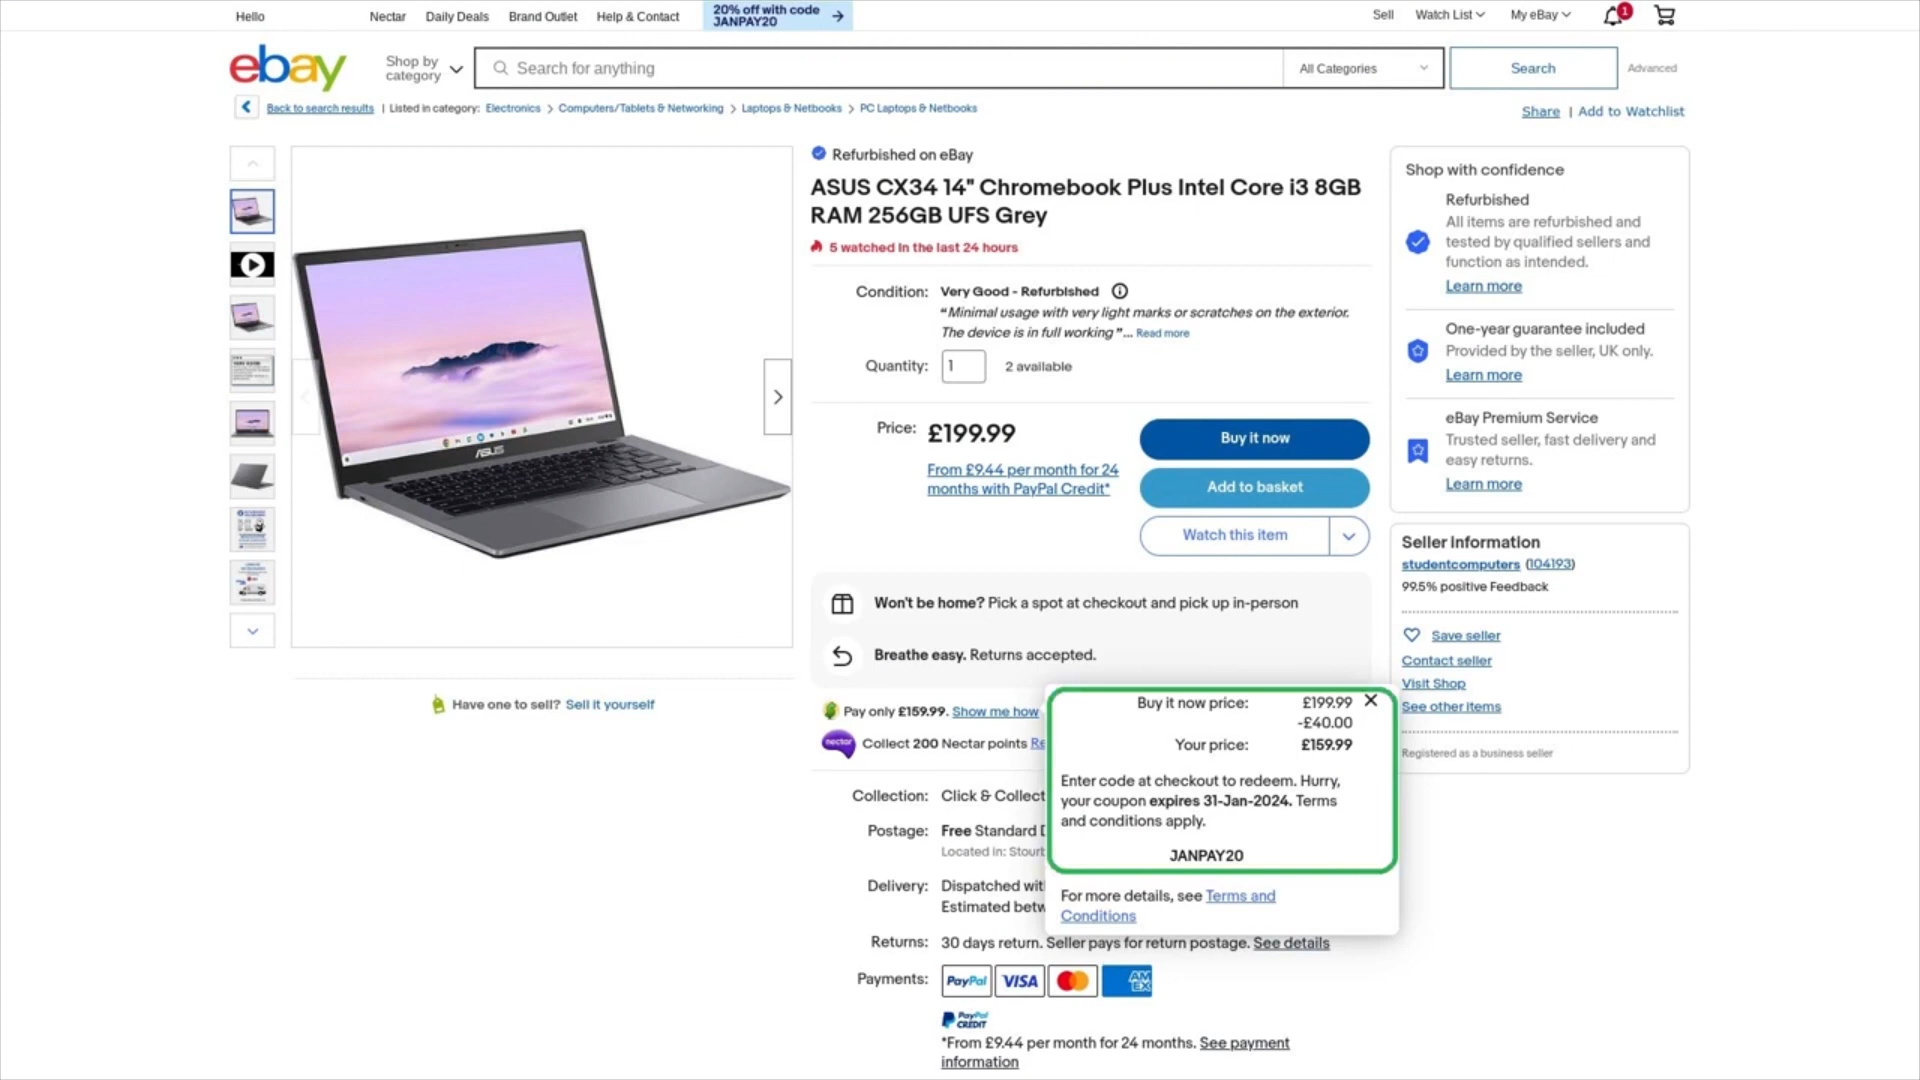 Hello
Nectar
Daily Deals
Brand Outlet
Help & Contact
20% off with code
JANPAY20
Sell
Watch List
My eBay
1
ebay
Shop by
category
Search for anything
All Categories
Search
Advanced
Back to search results | Listed in category: Electronics > Computers/Tablets & Networking > Laptops & Netbooks > PC Laptops & Netbooks
Share | Add to Watchlist
Refurbished on eBay
ASUS CX34 14" Chromebook Plus Intel Core i3 8GB
RAM 256GB UFS Grey
5 watched in the last 24 hours
Condition: Very Good - Refurbished
“Minimal usage with very light marks or scratches on the exterior.
The device is in full working ”... Read more
Quantity: 1 2 available
Price: £199.99
From £9.44 per month for 24
months with PayPal Credit*
Buy it now
Add to basket
Watch this item
ASUS
Won't be home? Pick a spot at checkout and pick up in-person
Breathe easy. Returns accepted.
Have one to sell? Sell it yourself
Pay only £159.99. Show me how
nectar
Collect 200 Nectar points Re
Buy it now price: £199.99
-£40.00
Your price: £159.99
Enter code at checkout to redeem. Hurry,
your coupon expires 31-Jan-2024. Terms
and conditions apply.
JANPAY20
For more details, see Terms and
Conditions
Collection: Click & Collect
Postage: Free Standard D
Located in: Stourt
Delivery: Dispatched wit
Estimated betw
Returns: 30 days return. Seller pays for return postage. See details
Payments: PayPal VISA AM
EX
PayPal
CREDIT
*From £9.44 per month for 24 months. See payment
information
Shop with confidence
Refurbished
All items are refurbished and
tested by qualified sellers and
function as intended.
Learn more
One-year guarantee included
Provided by the seller, UK only.
Learn more
eBay Premium Service
Trusted seller, fast delivery and
easy returns.
Learn more
Seller information
studentcomputers (104193)
99.5% positive Feedback
Save seller
Contact seller
Visit Shop
See other items
Registered as a business seller